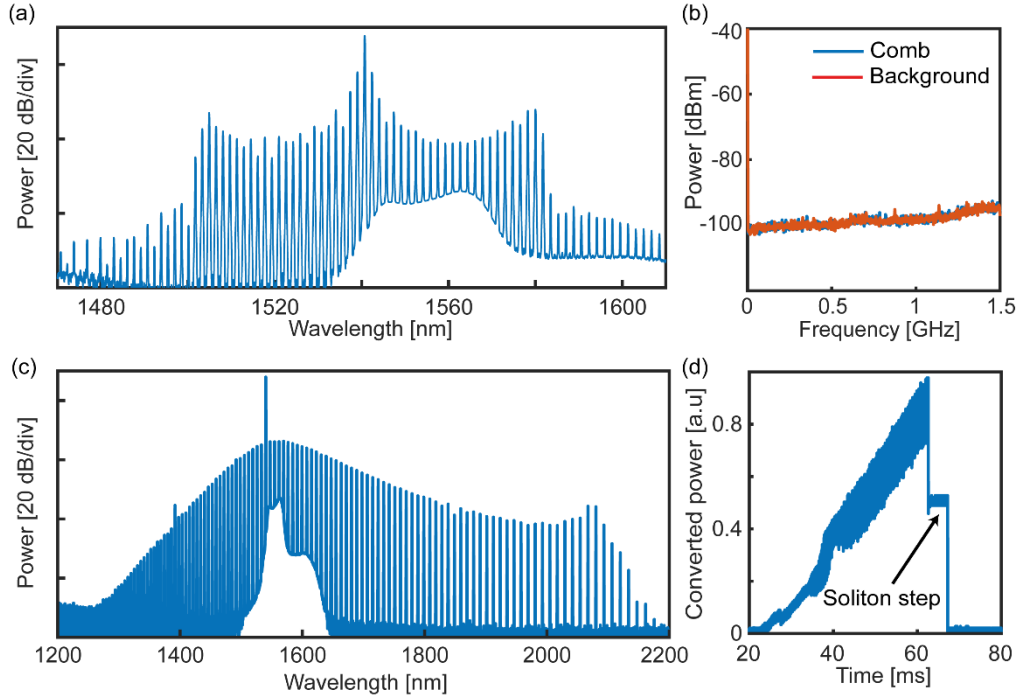 (a)
Power [20 dB/div]
1480 1520 1560 1600
Wavelength [nm]
(b)
-40
-60
-80
-100
Power [dBm]
Comb
Background
0 0.5 1 1.5
Frequency [GHz]
(c)
Power [20 dB/div]
1200 1400 1600 1800 2000 2200
Wavelength [nm]
(d)
Converted power [a.u]
0.8
0.4
0
Soliton step
20 40 60 80
Time [ms]